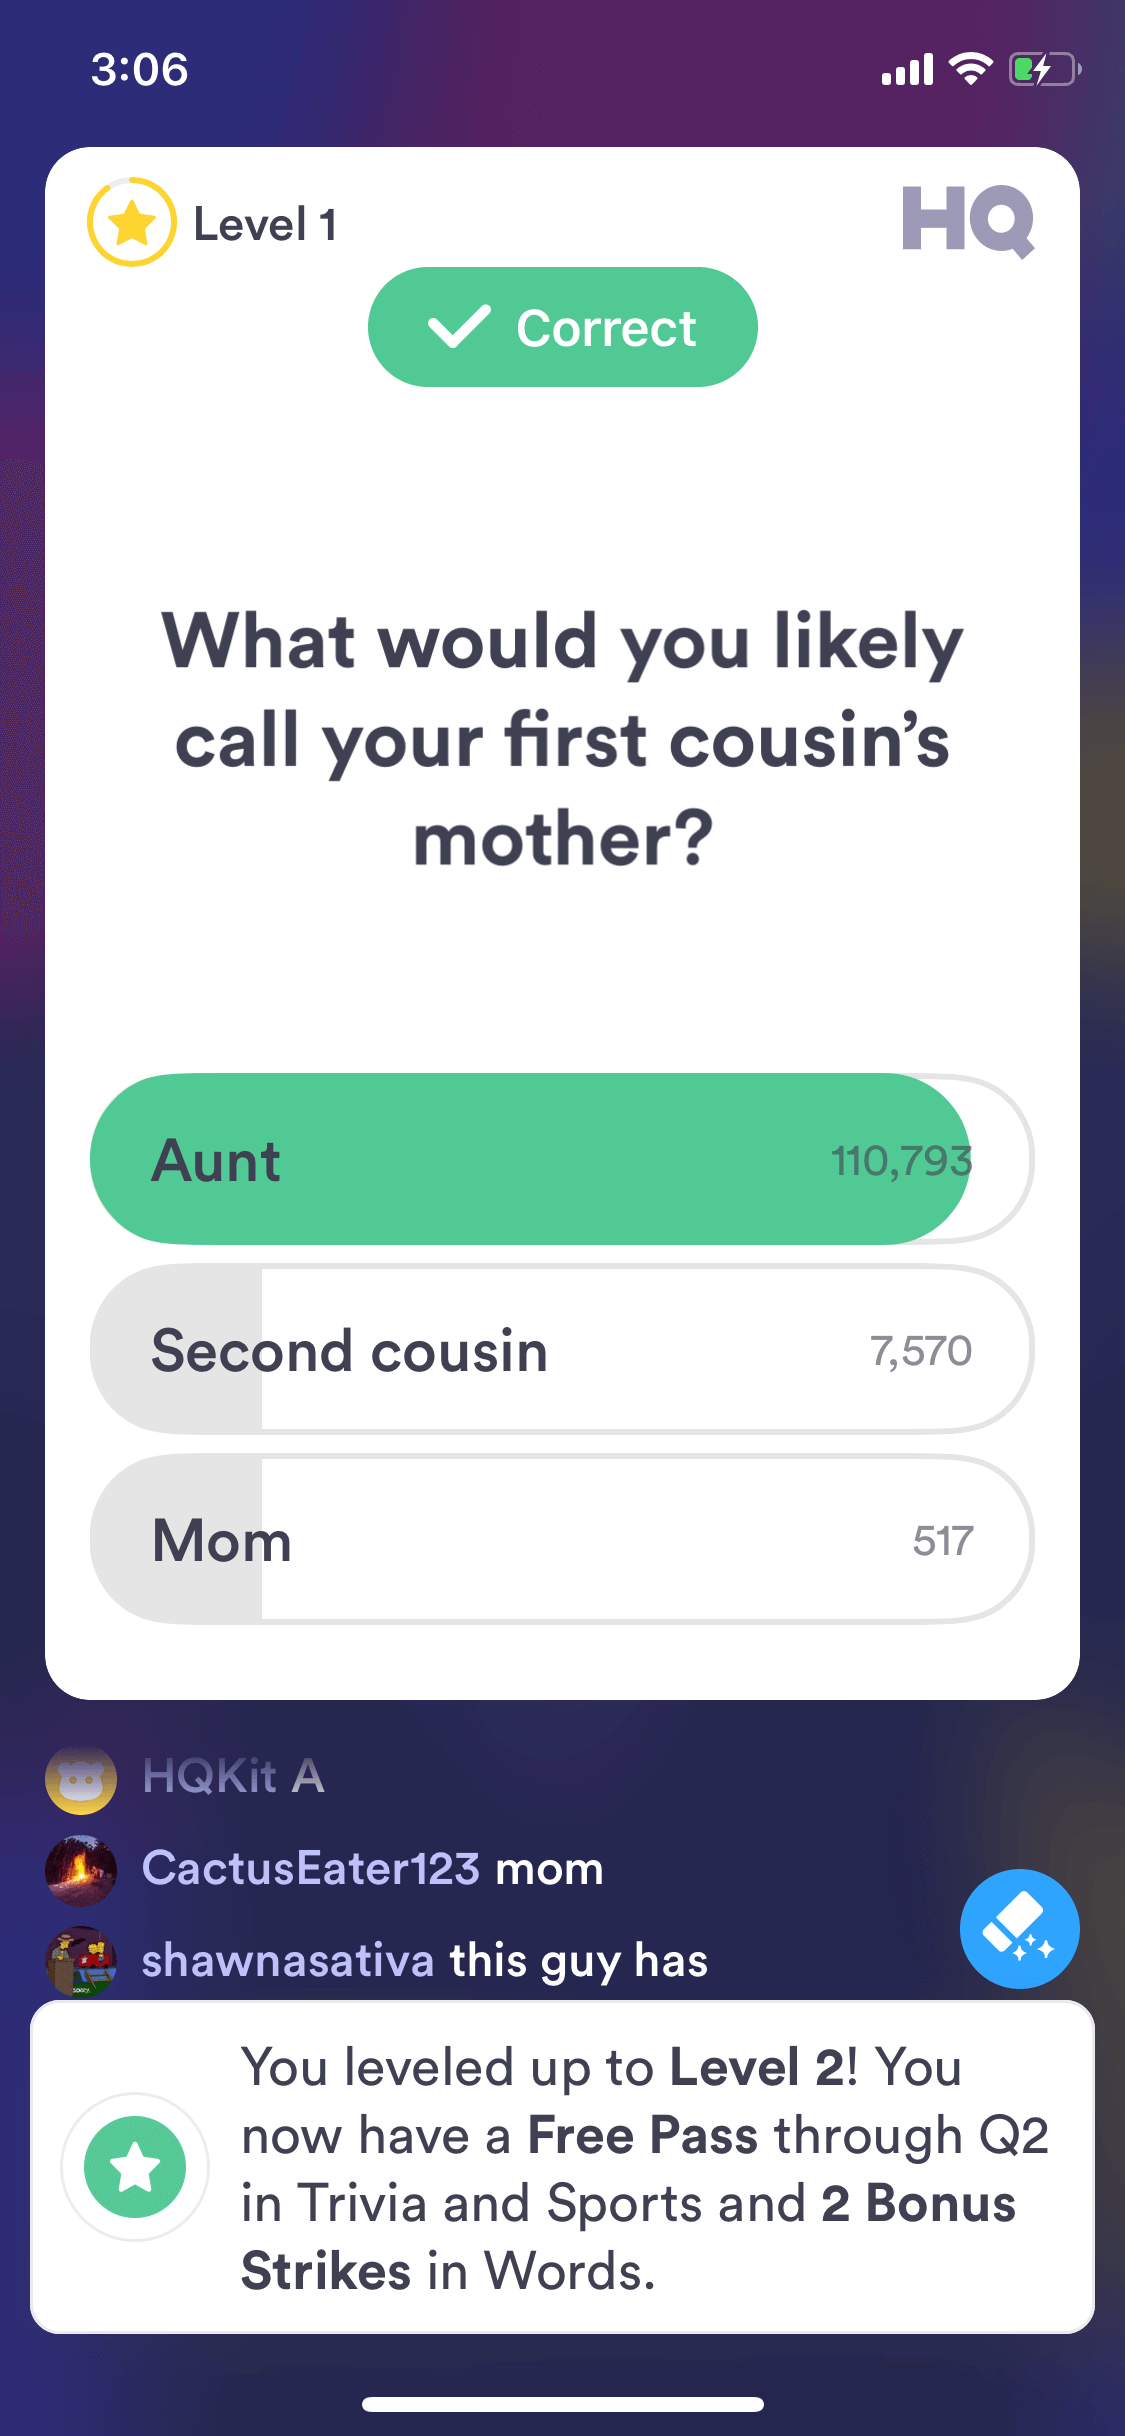 3:06
Level 1
HQ
Correct
What would you likely
call your first cousin’s
mother?
Aunt 110,793
Second cousin 7,570
Mom 517
HQKit A
CactusEater123 mom
shawnasativa this guy has
You leveled up to Level 2! You
now have a Free Pass through Q2
in Trivia and Sports and 2 Bonus
Strikes in Words.